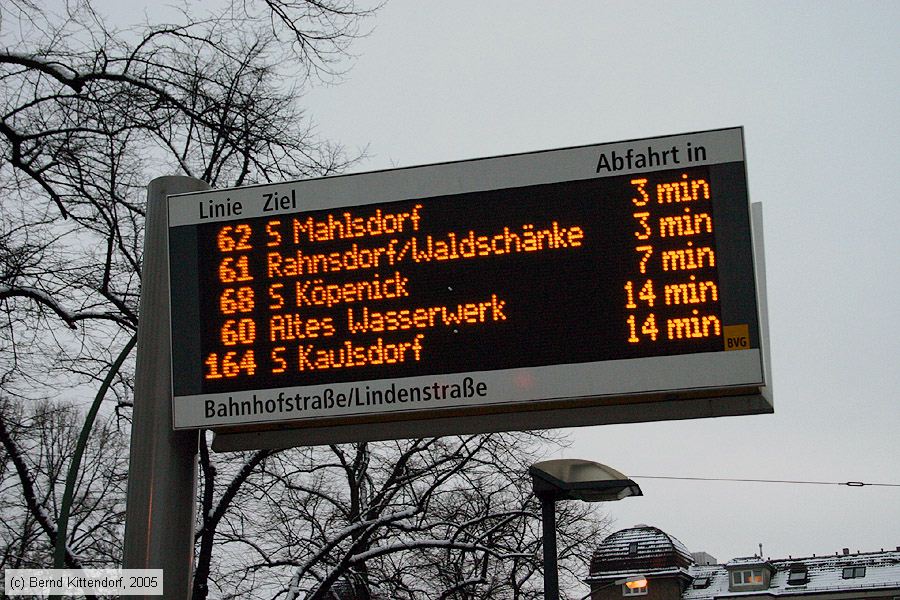 Linie Ziel Abfahrt in
62 S Mahlsdorf 3 min
61 Rahnsdorf/Waldschänke 3 min
68 S Köpenick 7 min
60 Altes Wasserwerk 14 min
164 S Kaulsdorf 14 min
BVG
Bahnhofstraße/Lindenstraße
(c) Bernd Kittendorf, 2005